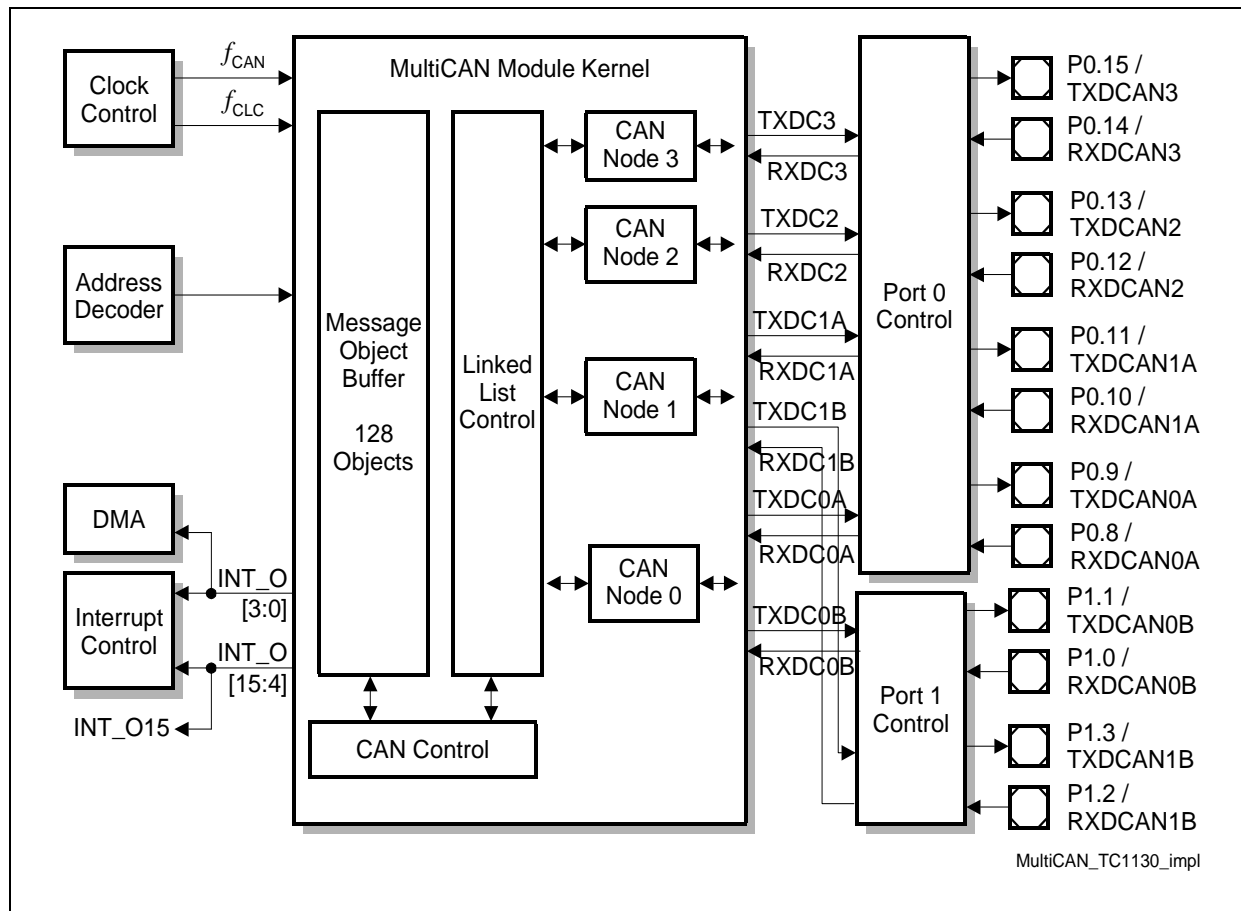 Clock
Control
fCAN
fCLC
Address
Decoder
DMA
Interrupt
Control
INT_O
[3:0]
INT_O
[15:4]
INT_O15
MultiCAN Module Kernel
Message
Object
Buffer
128
Objects
Linked
List
Control
CAN Control
CAN
Node 3
CAN
Node 2
CAN
Node 1
CAN
Node 0
TXDC3
RXDC3
TXDC2
RXDC2
TXDC1A
RXDC1A
TXDC1B
RXDC1B
TXDC0A
RXDC0A
TXDC0B
RXDC0B
Port 0
Control
Port 1
Control
P0.15 /
TXDCAN3
P0.14 /
RXDCAN3
P0.13 /
TXDCAN2
P0.12 /
RXDCAN2
P0.11 /
TXDCAN1A
P0.10 /
RXDCAN1A
P0.9 /
TXDCAN0A
P0.8 /
RXDCAN0A
P1.1 /
TXDCAN0B
P1.0 /
RXDCAN0B
P1.3 /
TXDCAN1B
P1.2 /
RXDCAN1B
MultiCAN_TC1130_impl